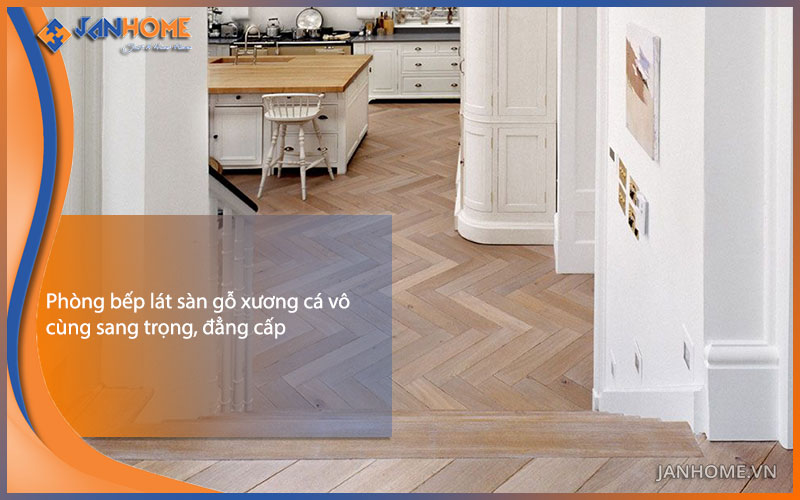 JANHOME
Phòng bếp lát sàn gỗ xương cá vô
cùng sang trọng, đẳng cấp
JANHOME.VN